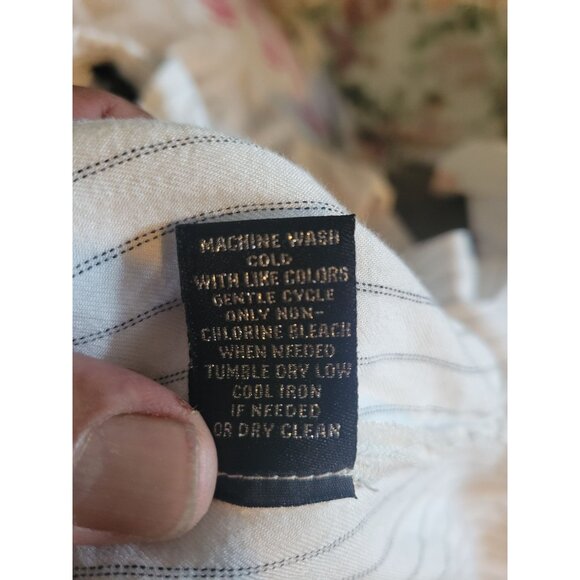 MACHINE WASH
COLD
WITH LIKE COLORS
GENTLE CYCLE
ONLY NON-
CHLORINE BLEACH
WHEN NEEDED
TUMBLE DRY LOW
COOL IRON
IF NEEDED
OR DRY CLEAN